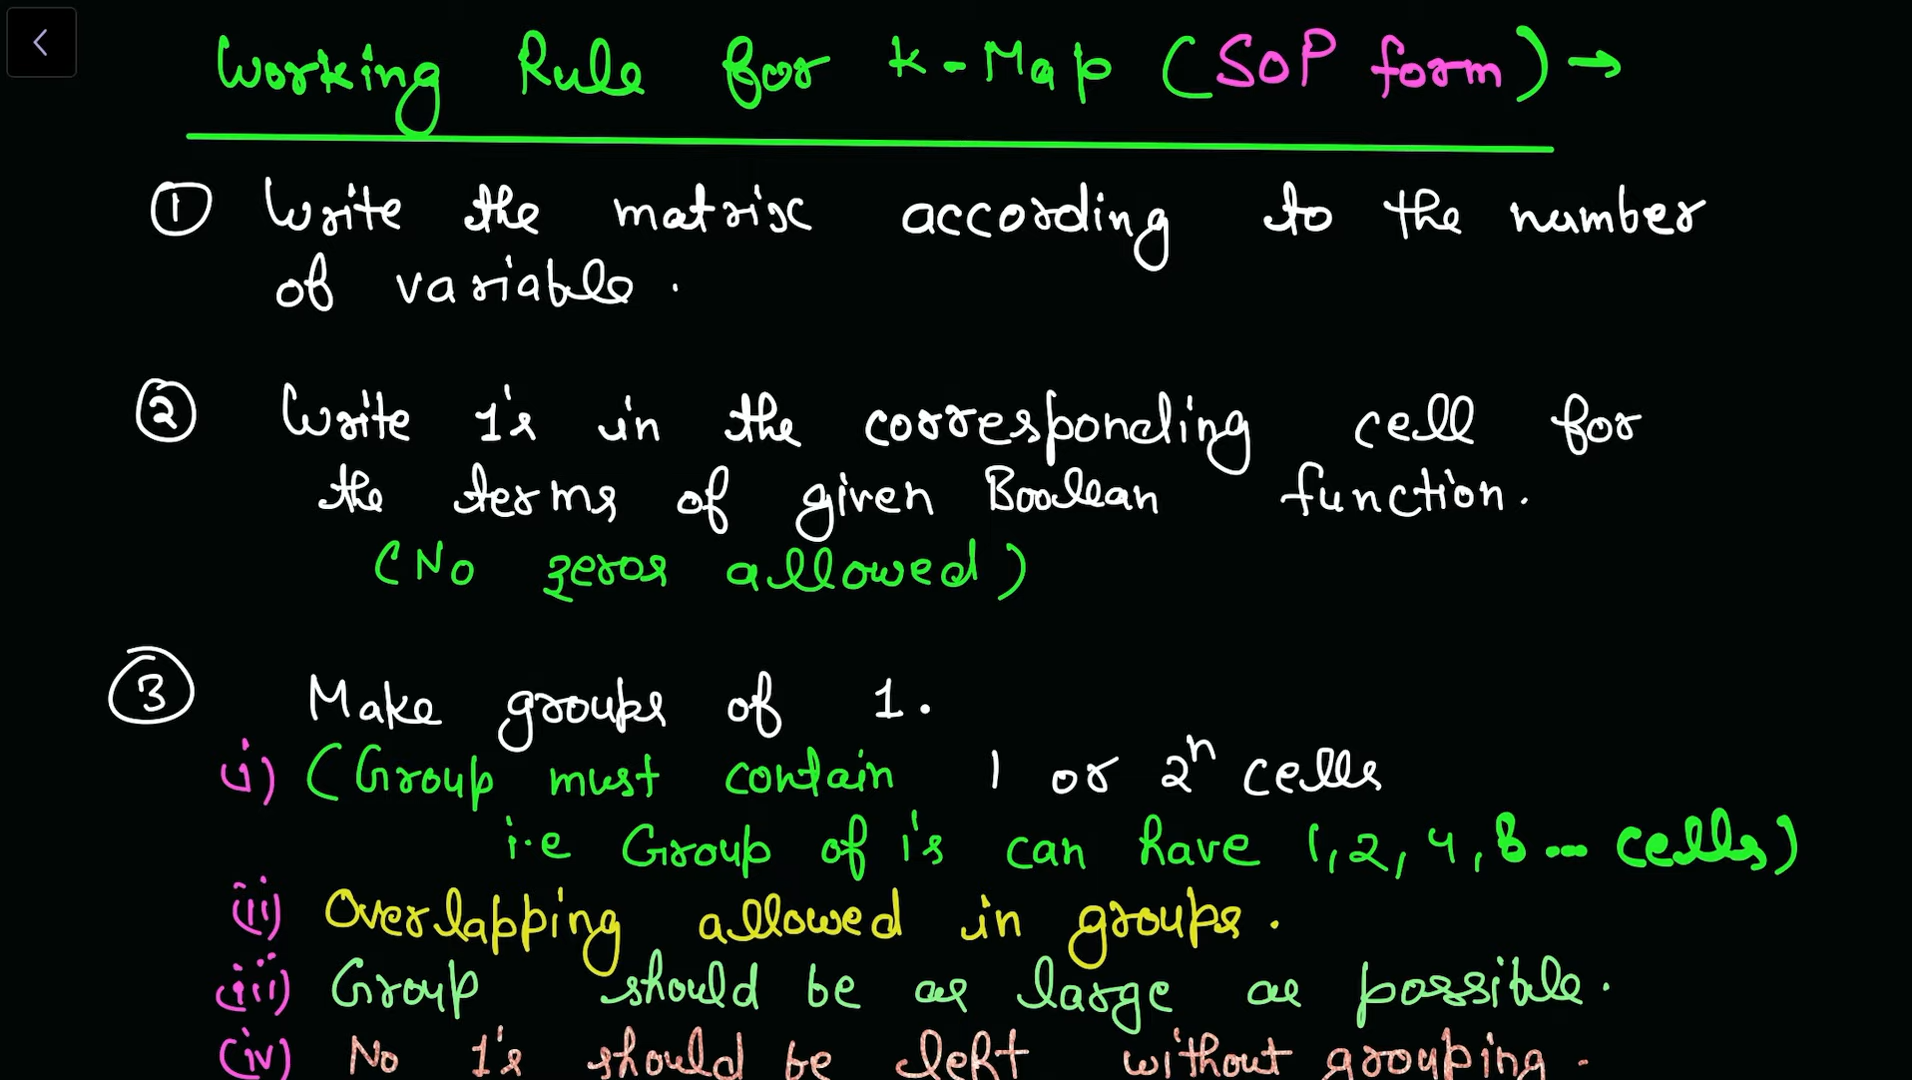 Working Rule for K-Map (SOP form) →
① Write the matrix according to the number
of variable.
② Write 1's in the corresponding cell for
the terms of given Boolean function.
(No zeros allowed)
③ Make groups of 1.
i) (Group must contain 1 or 2ⁿ cells
i.e Group of 1's can have 1,2,4,8... cells)
(ii) Overlapping allowed in groups.
(iii) Group should be as large as possible.
(iv) No 1's should be left without grouping.